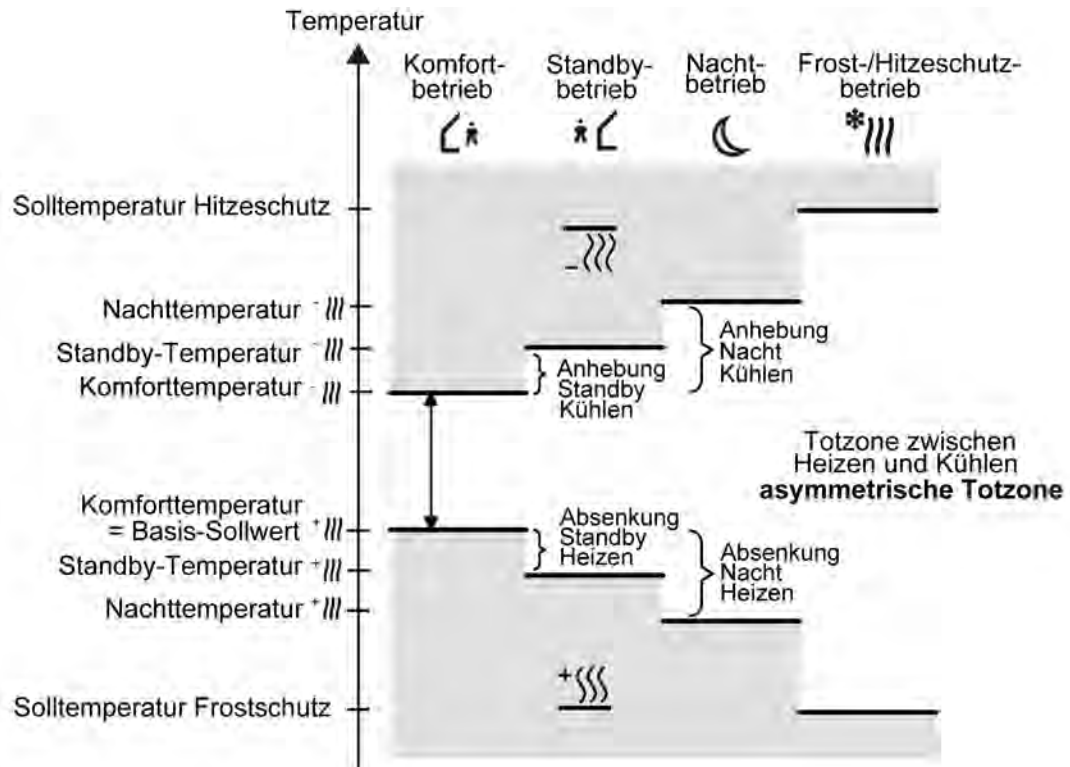 Temperatur
Komfort-
betrieb
Standby-
betrieb
Nacht-
betrieb
Frost-/Hitzeschutz-
betrieb
Solltemperatur Hitzeschutz
Nachttemperatur -
Standby-Temperatur -
Komforttemperatur -
Anhebung
Standby
Kühlen
Anhebung
Nacht
Kühlen
Totzone zwischen
Heizen und Kühlen
asymmetrische Totzone
Komforttemperatur
= Basis-Sollwert +
Standby-Temperatur +
Nachttemperatur +
Absenkung
Standby
Heizen
Absenkung
Nacht
Heizen
Solltemperatur Frostschutz